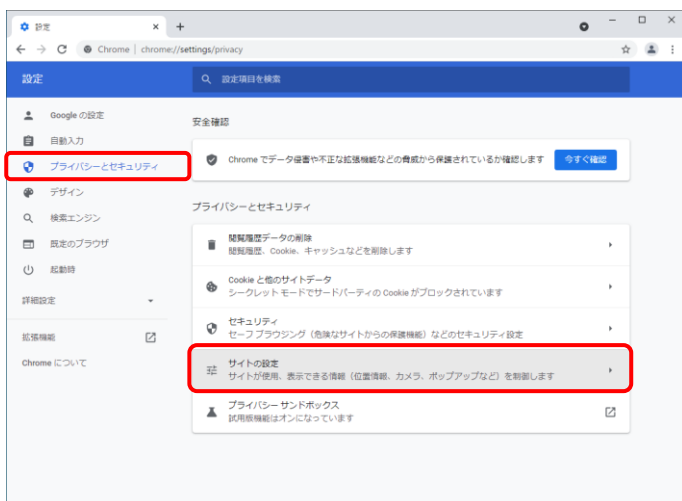 設定
Chrome | chrome://settings/privacy
設定
設定項目を検索
Google の設定
自動入力
プライバシーとセキュリティ
デザイン
検索エンジン
既定のブラウザ
起動時
詳細設定
拡張機能
Chrome について
安全確認
Chrome でデータ侵害や不正な拡張機能などの脅威から保護されているか確認します
今すぐ確認
プライバシーとセキュリティ
閲覧履歴データの削除
閲覧履歴、Cookie、キャッシュなどを削除します
Cookie と他のサイトデータ
シークレット モードでサードパーティの Cookie がブロックされています
セキュリティ
セーフ ブラウジング（危険なサイトからの保護機能）などのセキュリティ設定
サイトの設定
サイトが使用、表示できる情報（位置情報、カメラ、ポップアップなど）を制御します
プライバシー サンドボックス
試用版機能はオンになっています